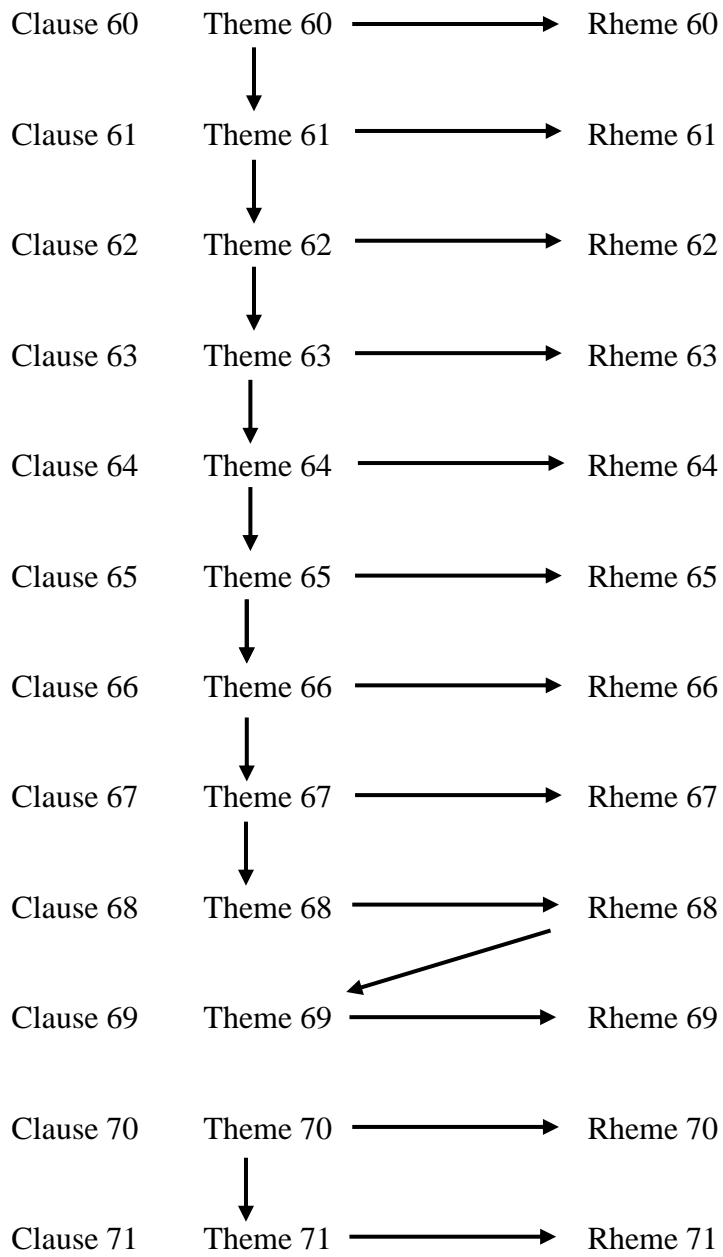 Clause 60 Theme 60 Rheme 60
Clause 61 Theme 61 Rheme 61
Clause 62 Theme 62 Rheme 62
Clause 63 Theme 63 Rheme 63
Clause 64 Theme 64 Rheme 64
Clause 65 Theme 65 Rheme 65
Clause 66 Theme 66 Rheme 66
Clause 67 Theme 67 Rheme 67
Clause 68 Theme 68 Rheme 68
Clause 69 Theme 69 Rheme 69
Clause 70 Theme 70 Rheme 70
Clause 71 Theme 71 Rheme 71